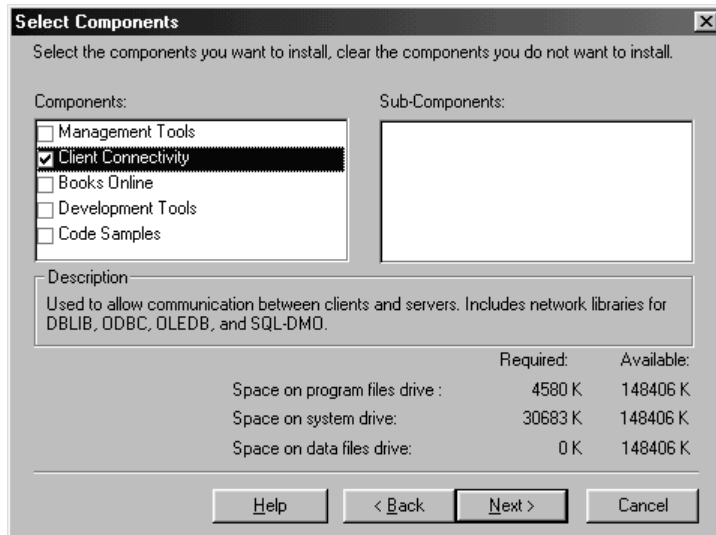 Select Components
Select the components you want to install, clear the components you do not want to install.
Components:
Sub-Components:
Management Tools
Client Connectivity
Books Online
Development Tools
Code Samples
Description
Used to allow communication between clients and servers. Includes network libraries for
DBLIB, ODBC, OLEDB, and SQL-DMO.
Required: Available:
Space on program files drive : 4580 K 148406 K
Space on system drive: 30683 K 148406 K
Space on data files drive: 0 K 148406 K
Help < Back Next > Cancel